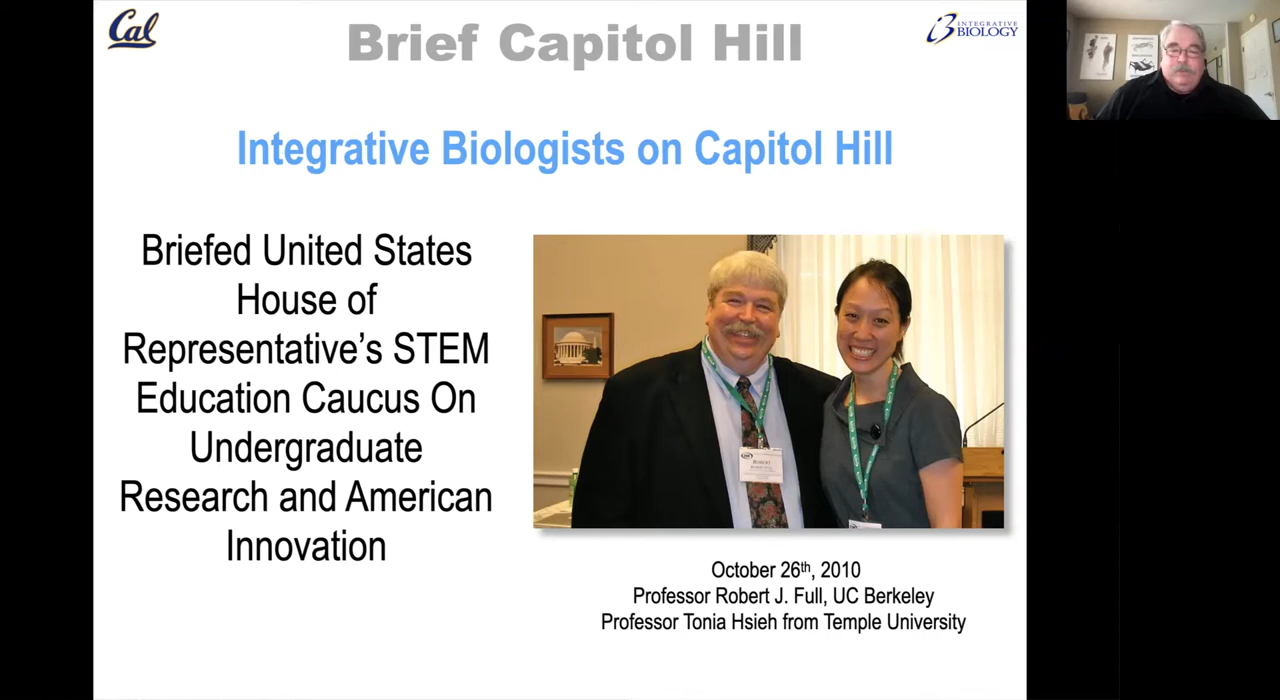 Cal
Brief Capitol Hill
INTEGRATIVE
BIOLOGY
Integrative Biologists on Capitol Hill
Briefed United States
House of
Representative’s STEM
Education Caucus On
Undergraduate
Research and American
Innovation
ROBERT
October 26th, 2010
Professor Robert J. Full, UC Berkeley
Professor Tonia Hsieh from Temple University